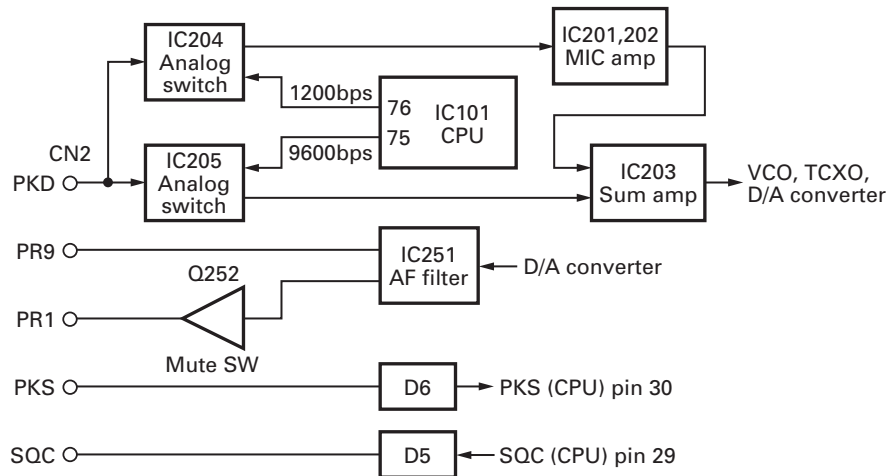 IC204
Analog
switch
IC201,202
MIC amp
1200bps
76
75
IC101
CPU
9600bps
CN2
PKD
IC205
Analog
switch
IC203
Sum amp
VCO, TCXO,
D/A converter
PR9
IC251
AF filter
D/A converter
Q252
PR1
Mute SW
PKS
D6
PKS (CPU) pin 30
SQC
D5
SQC (CPU) pin 29